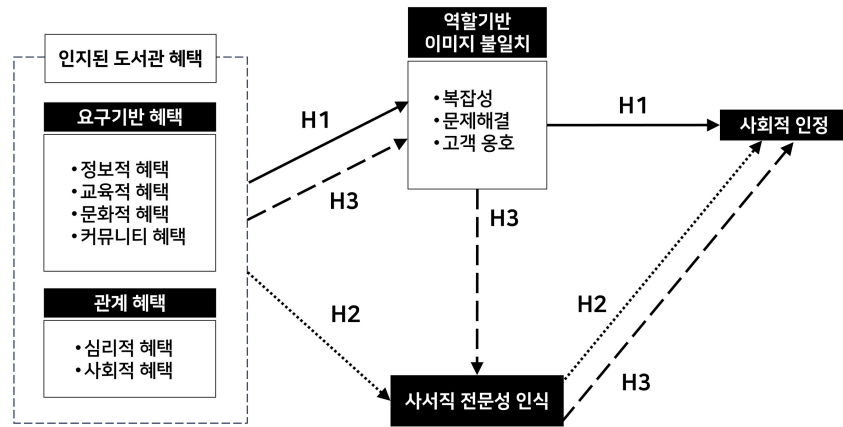 인지된 도서관 혜택
요구기반 혜택
•정보적 혜택
•교육적 혜택
•문화적 혜택
•커뮤니티 혜택
관계 혜택
•심리적 혜택
•사회적 혜택
H1
H3
H2
역할기반
이미지 불일치
•복잡성
•문제해결
•고객 옹호
H3
사서직 전문성 인식
H1
H2
H3
사회적 인정